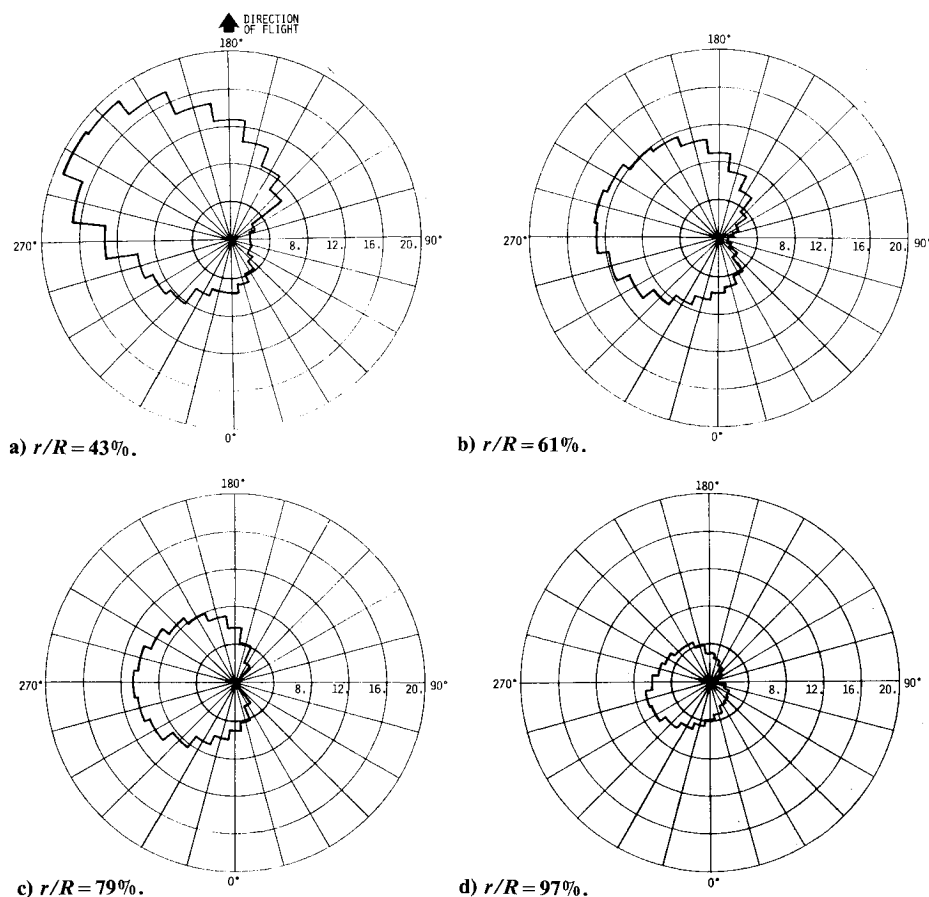 DIRECTION
OF FLIGHT
180°
270°
8. 12. 16. 20. 90°
0°
a) r/R = 43%.
180°
270°
8. 12. 16. 20. 90°
0°
b) r/R = 61%.
180°
270°
8. 12. 16. 20. 90°
0°
c) r/R = 79%.
180°
270°
8. 12. 16. 20. 90°
0°
d) r/R = 97%.